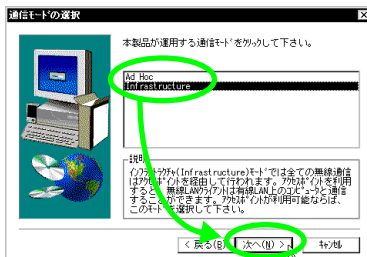 通信ﾓｰﾄﾞの選択
本製品が運用する通信ﾓｰﾄﾞをｸﾘｯｸして下さい。
Ad Hoc
Infrastructure
説明
ｲﾝﾌﾗｽﾄﾗｸﾁｬ(Infrastructure)ﾓｰﾄﾞでは全ての無線通信
はｱｸｾｽﾎﾟｲﾝﾄを経由して行われます。ｱｸｾｽﾎﾟｲﾝﾄを利用
すると、無線LANｸﾗｲｱﾝﾄは有線LAN上のｺﾝﾋﾟｭｰﾀと通信
することができます。ｱｸｾｽﾎﾟｲﾝﾄが利用可能ならば、
このﾓｰﾄﾞを選択して下さい。
< 戻る(B) 次へ(N) > ｷｬﾝｾﾙ